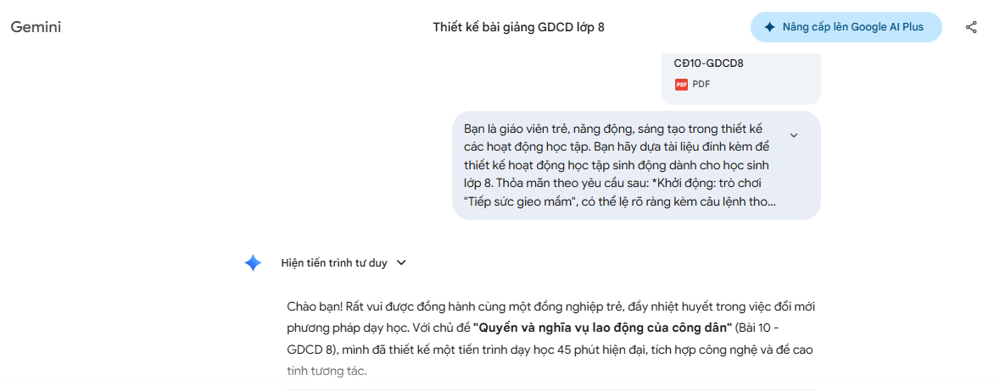 Gemini
Thiết kế bài giảng GDCD lớp 8
Nâng cấp lên Google AI Plus
CĐ10-GDCD8
PDF PDF
Bạn là giáo viên trẻ, năng động, sáng tạo trong thiết kế
các hoạt động học tập. Bạn hãy dựa tài liệu đính kèm để
thiết kế hoạt động học tập sinh động dành cho học sinh
lớp 8. Thỏa mãn theo yêu cầu sau: *Khởi động: trò chơi
"Tiếp sức gieo mầm", có thể lệ rõ ràng kèm câu lệnh tho...
Hiện tiến trình tư duy
Chào bạn! Rất vui được đồng hành cùng một đồng nghiệp trẻ, đầy nhiệt huyết trong việc đổi mới
phương pháp dạy học. Với chủ đề "Quyền và nghĩa vụ lao động của công dân" (Bài 10 -
GDCD 8), mình đã thiết kế một tiến trình dạy học 45 phút hiện đại, tích hợp công nghệ và đề cao
tính tương tác.